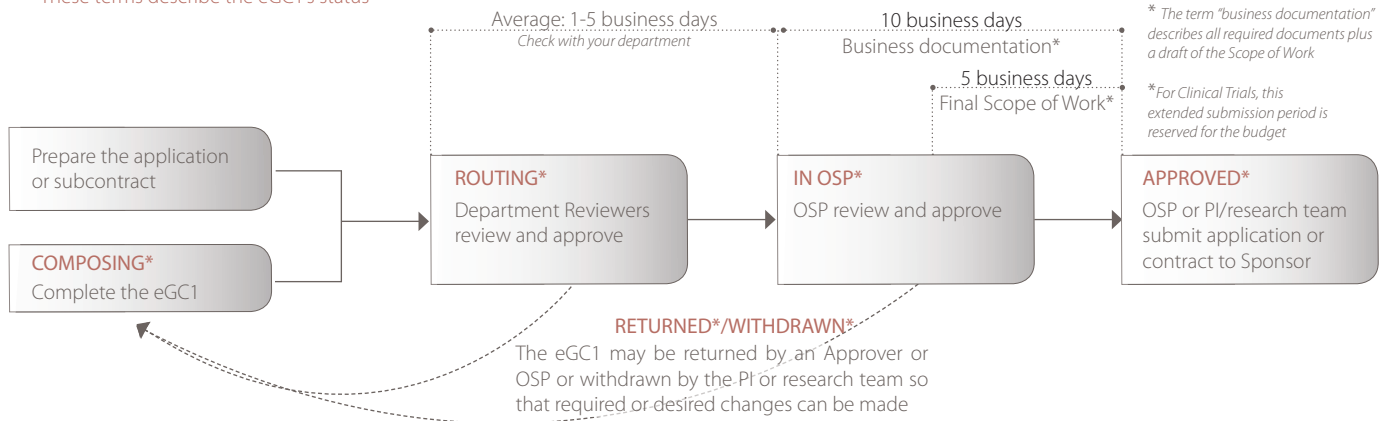 These terms describe the eGC1's status
Average: 1-5 business days
Check with your department
10 business days
Business documentation*
5 business days
Final Scope of Work*
* The term "business documentation"
describes all required documents plus
a draft of the Scope of Work
*For Clinical Trials, this
extended submission period is
reserved for the budget
Prepare the application
or subcontract
COMPOSING*
Complete the eGC1
ROUTING*
Department Reviewers
review and approve
IN OSP*
OSP review and approve
APPROVED*
OSP or PI/research team
submit application or
contract to Sponsor
RETURNED*/WITHDRAWN*
The eGC1 may be returned by an Approver or
OSP or withdrawn by the PI or research team so
that required or desired changes can be made